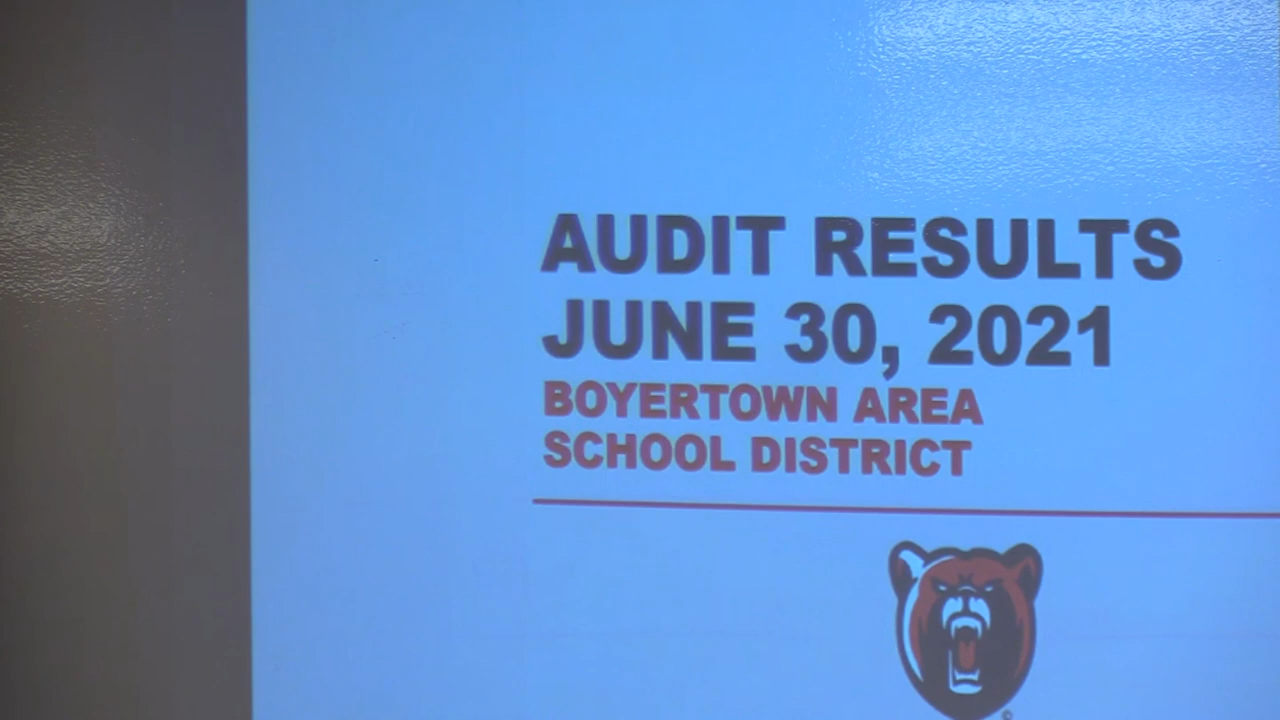 AUDIT RESULTS
JUNE 30, 2021
BOYERTOWN AREA
SCHOOL DISTRICT
©